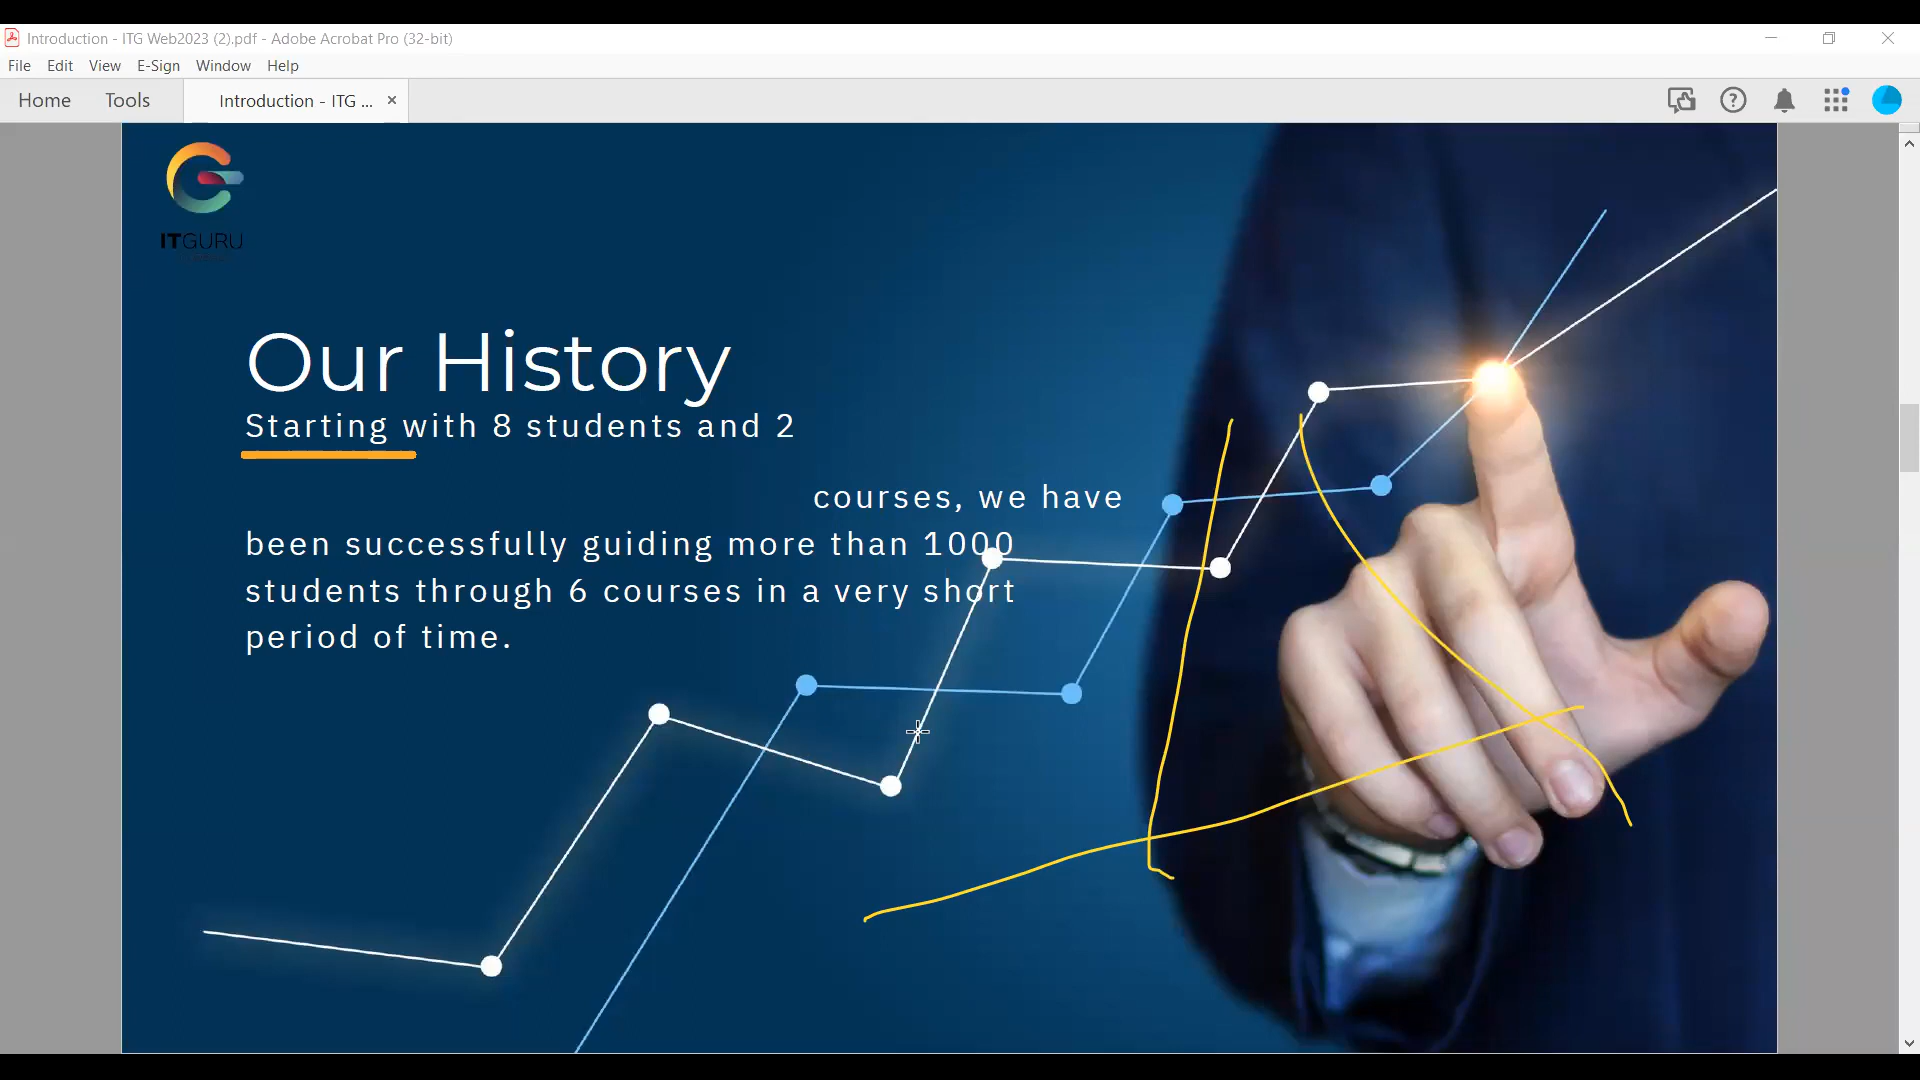 Introduction - ITG Web2023 (2).pdf - Adobe Acrobat Pro (32-bit)
File Edit View E-Sign Window Help
Home Tools Introduction - ITG ... ×
ITGURU
Our History
Starting with 8 students and 2
courses, we have
been successfully guiding more than 1000
students through 6 courses in a very short
period of time.